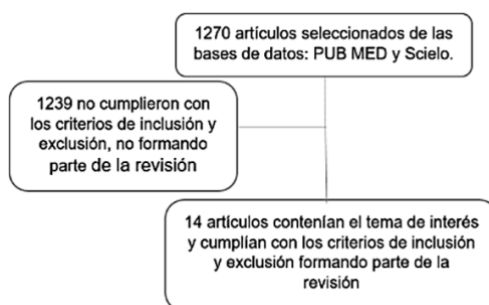 1270 artículos seleccionados de las
bases de datos: PUB MED y Scielo.
1239 no cumplieron con
los criterios de inclusión y
exclusión, no formando
parte de la revisión
14 artículos contenían el tema de interés
y cumplían con los criterios de inclusión
y exclusión formando parte de la
revisión